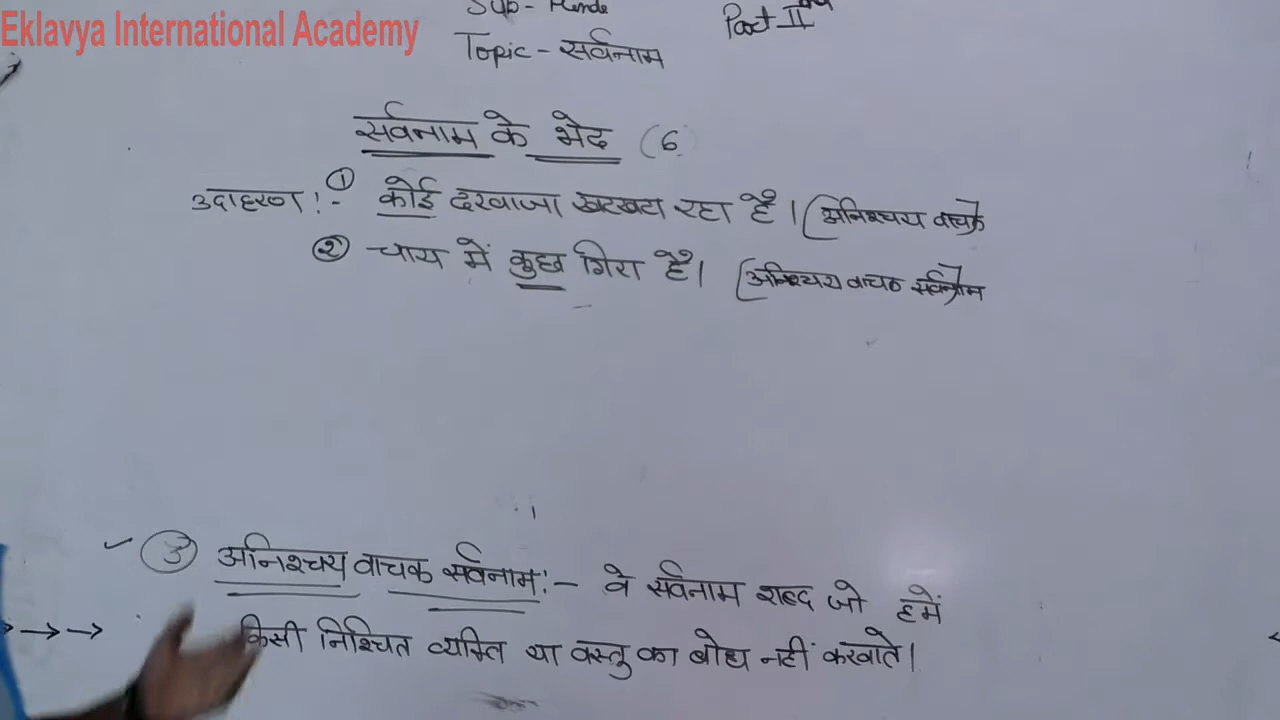 Eklavya International Academy
Sub- Hinde
Part II
Topic - सर्वनाम
सर्वनाम के भेद (6
उदाहरण :- ① कोई दरवाजा खटखटा रहा है। (अनिश्चय वाचक)
② चाय में कुछ गिरा है। (अनिश्चय वाचक सर्वनाम)
③ अनिश्चय वाचक सर्वनाम :- वे सर्वनाम शब्द जो हमें
किसी निश्चित व्यक्ति या वस्तु का बोध नहीं करवाते।